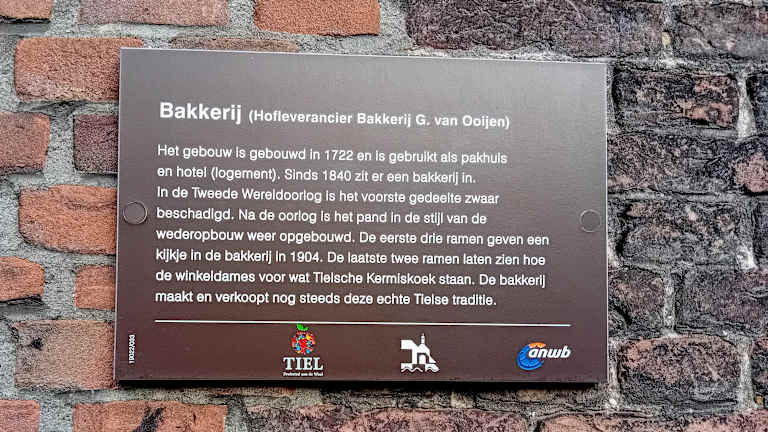 Bakkerij (Hofleverancier Bakkerij G. van Ooijen)
Het gebouw is gebouwd in 1722 en is gebruikt als pakhuis
en hotel (logement). Sinds 1840 zit er een bakkerij in.
In de Tweede Wereldoorlog is het voorste gedeelte zwaar
beschadigd. Na de oorlog is het pand in de stijl van de
wederopbouw weer opgebouwd. De eerste drie ramen geven een
kijkje in de bakkerij in 1904. De laatste twee ramen laten zien hoe
de winkeldames voor wat Tielsche Kermiskoek staan. De bakkerij
maakt en verkoopt nog steeds deze echte Tielse traditie.
TIEL
anwb